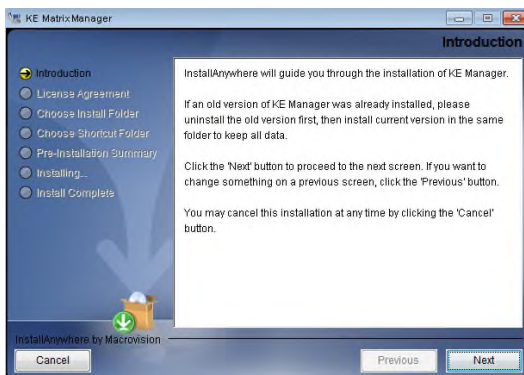 KE MatrixManager
Introduction
Introduction
License Agreement
Choose Install Folder
Choose Shortcut Folder
Pre-Installation Summary
Installing...
Install Complete
InstallAnywhere will guide you through the installation of KE Manager.
If an old version of KE Manager was already installed, please
uninstall the old version first, then install current version in the same
folder to keep all data.
Click the 'Next' button to proceed to the next screen. If you want to
change something on a previous screen, click the 'Previous' button.
You may cancel this installation at any time by clicking the 'Cancel'
button.
InstallAnywhere by Macrovision
Cancel
Previous
Next